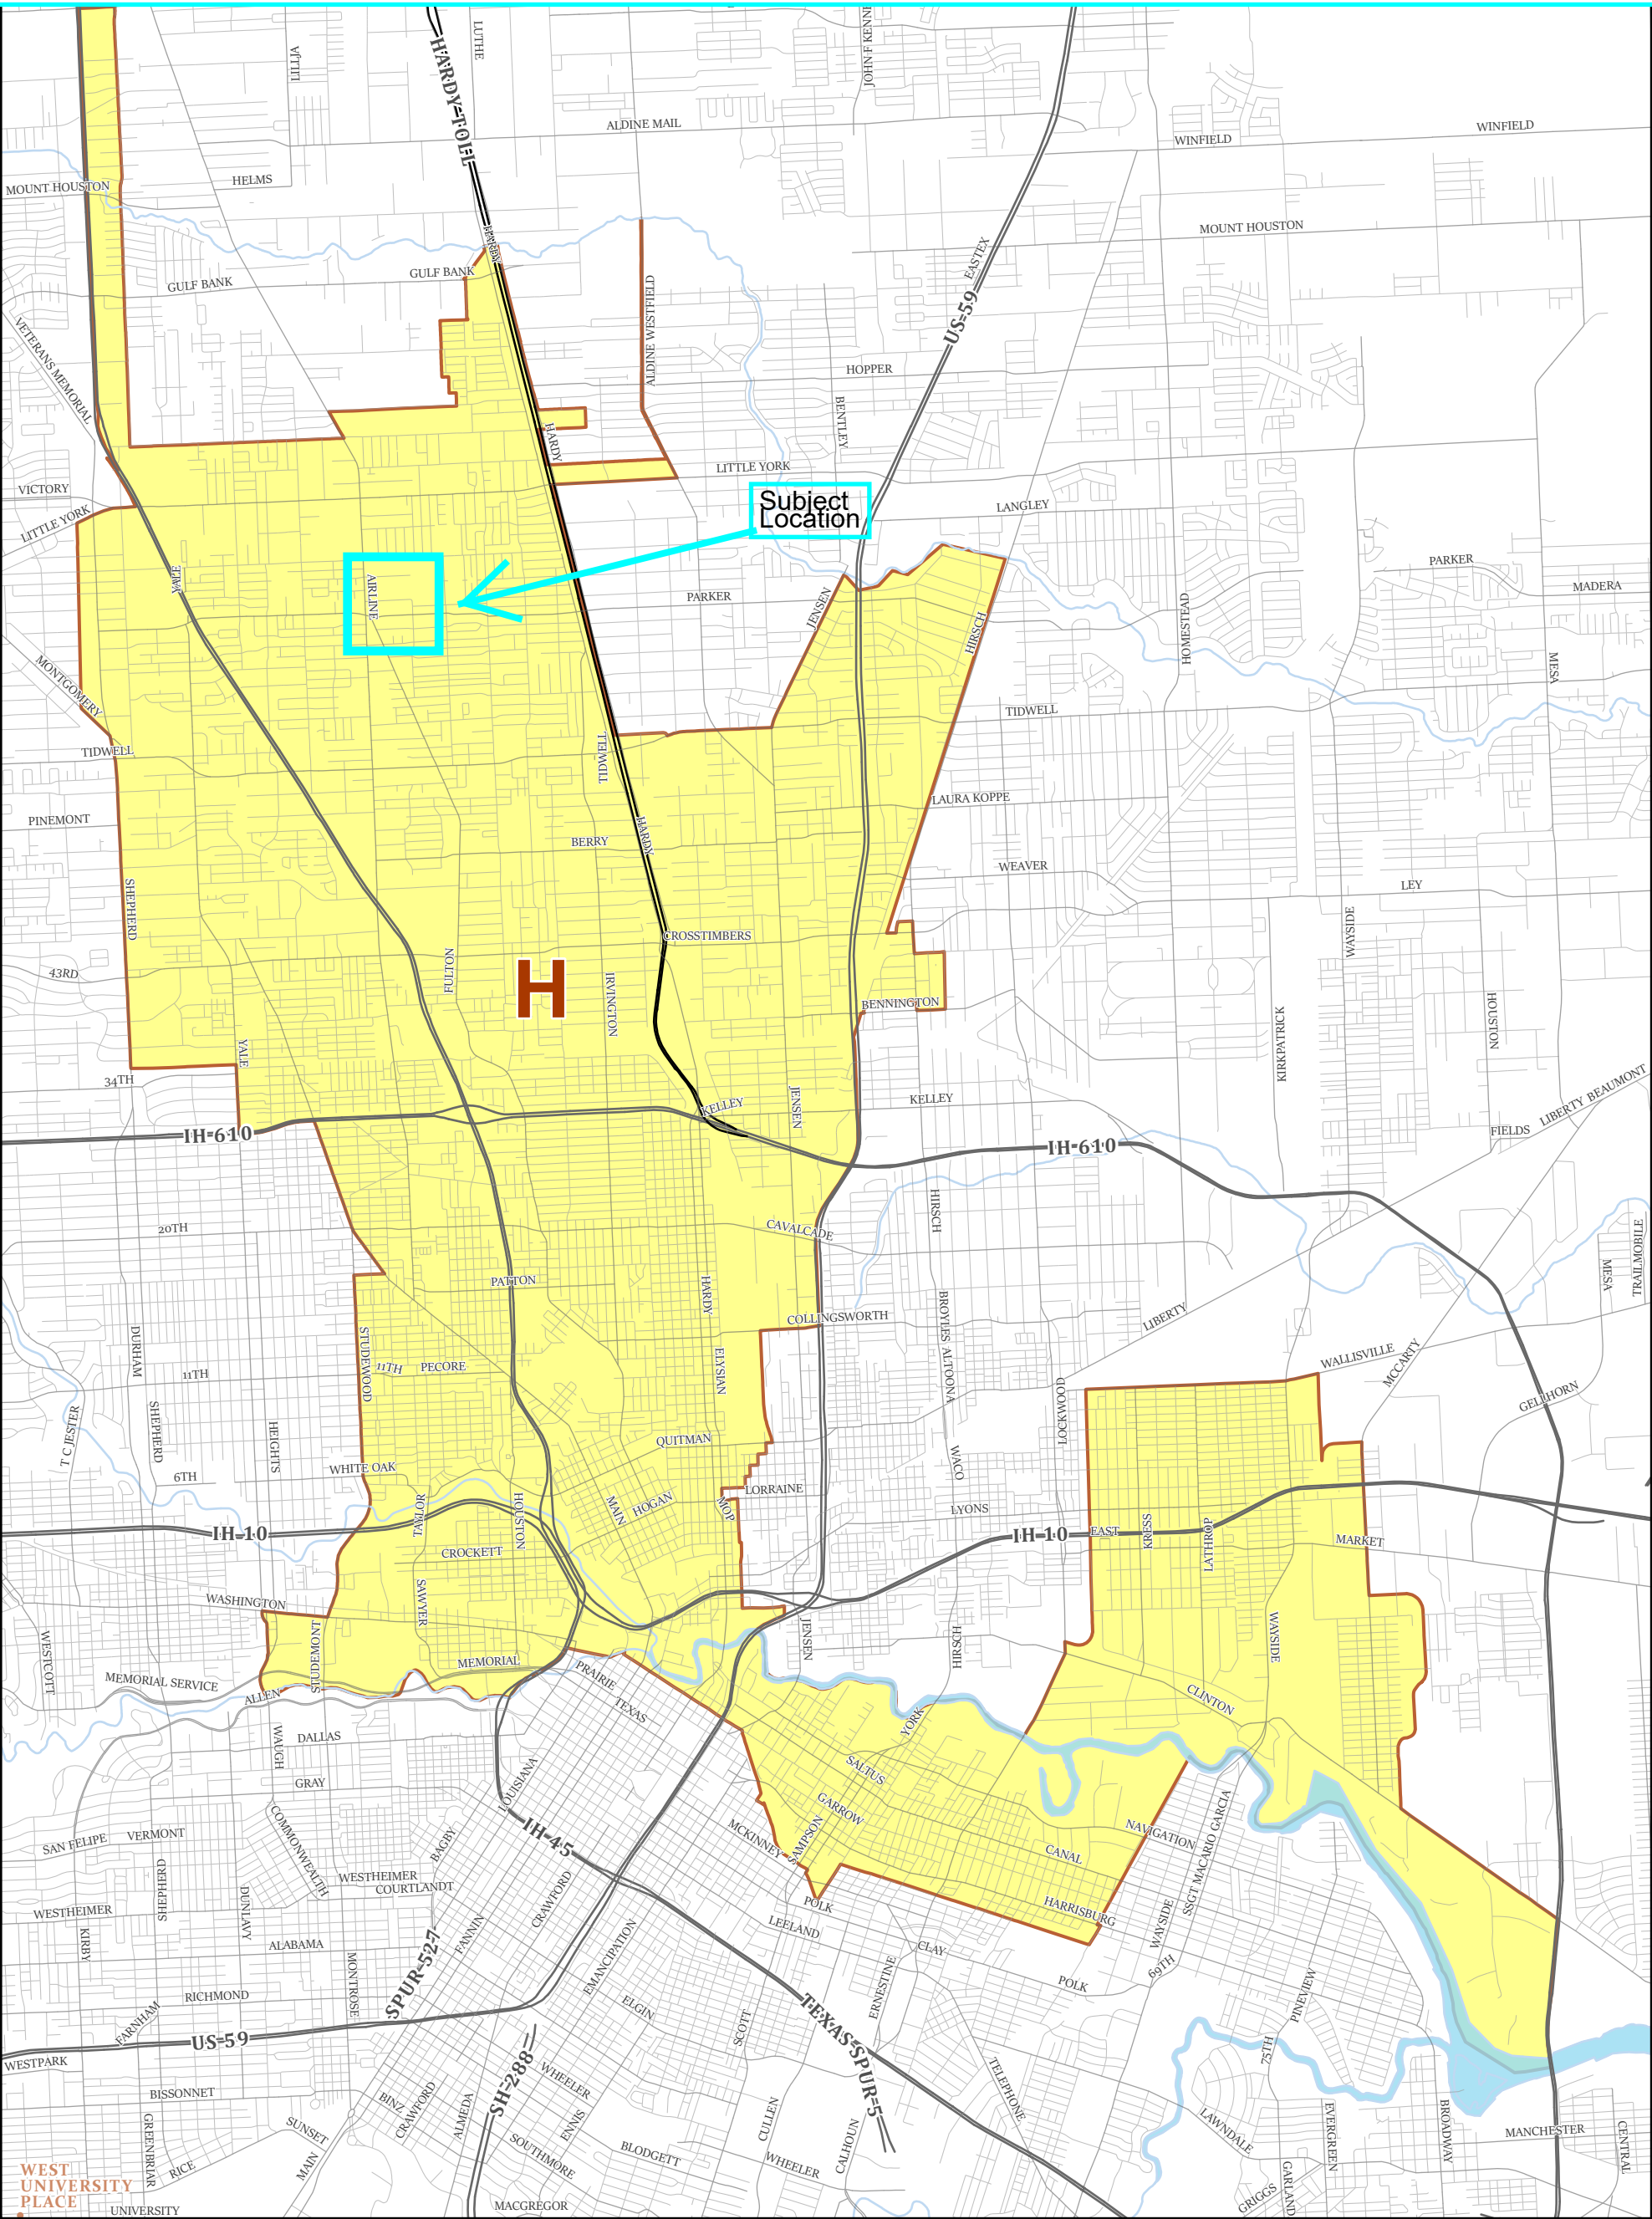 LUTHE
LILLJA
HARDY TOLL
JOHN F KENN
ALDINE MAIL
WINFIELD
WINFIELD
MOUNT HOUSTON
HELMS
MOUNT HOUSTON
HARDY
EASTEX
GULF BANK
GULF BANK
ALDINE WESTFIELD
US-59
VETERANS MEMORIAL
HOPPER
BENTLEY
HARDY
LITTLE YORK
VICTORY
LITTLE YORK
Subject
Location
LANGLEY
YALE
AIRLINE
PARKER
JENSEN
HIRSCH
HOMESTEAD
PARKER
MADERA
MONTGOMERY
MESA
TIDWELL
TIDWELL
TIDWELL
PINEMONT
LAURA KOPPE
BERRY
HARDY
WEAVER
LEY
SHEPHERD
WAYSIDE
CROSSTIMBERS
43RD
FULTON
H
IRVINGTON
BENNINGTON
HOUSTON
KIRKPATRICK
YALE
34TH
JENSEN
KELLEY
KELLEY
LIBERTY BEAUMONT
FIELDS
IH-610
IH-610
HIRSCH
20TH
CAVALCADE
MESA
TRAILMOBILE
PATTON
HARDY
COLLINGSWORTH
BROYLES
LIBERTY
DURHAM
STUDEWOOD
11TH
PECORE
11TH
ELYSIAN
ALTOONA
WALLISVILLE
MCCARTY
GELLHORN
LOCKWOOD
T C JESTER
SHEPHERD
HEIGHTS
QUITMAN
WACO
WHITE OAK
6TH
LORRAINE
TAYLOR
HOUSTON
MAIN
HOGAN
MOP
LYONS
IH-10
IH-10
EAST
KRESS
LATHROP
MARKET
CROCKETT
SAWYER
WASHINGTON
WESTCOTT
STUDEMONT
JENSEN
HIRSCH
WAYSIDE
MEMORIAL
MEMORIAL SERVICE
ALLEN
PRAIRIE
TEXAS
YORK
CLINTON
WAUGH
DALLAS
SALTUS
GRAY
LOUISIANA
GARROW
SAN FELIPE
VERMONT
COMMONWEALTH
BAGBY
IH-45
MCKINNEY
SAMPSON
NAVIGATION
CANAL
SSGT MACARIO GARCIA
WESTHEIMER
COURTLANDT
SHEPHERD
DUNLAVY
WESTHEIMER
CRAWFORD
POLK
HARRISBURG
WAYSIDE
KIRBY
ALABAMA
FANNIN
LEELAND
CLAY
EMANCIPATION
69TH
POLK
MONTROSE
SPUR-527
RICHMOND
FARNHAM
ELGIN
ERNESTINE
PINEVIEW
TEXAS SPUR-5
SCOTT
US-59
WESTPARK
75TH
SH-288
WHEELER
TELEPHONE
BISSONNET
BINZ
CRAWFORD
ALMEDA
ENNIS
CULLEN
CALHOUN
LAWNDALE
EVERGREEN
BROADWAY
MANCHESTER
CENTRAL
GREENBRIAR
SUNSET
SOUTHMORE
BLODGETT
WHEELER
WEST
UNIVERSITY
PLACE
RICE
MAIN
GARLAND
GRIGGS
UNIVERSITY
MACGREGOR